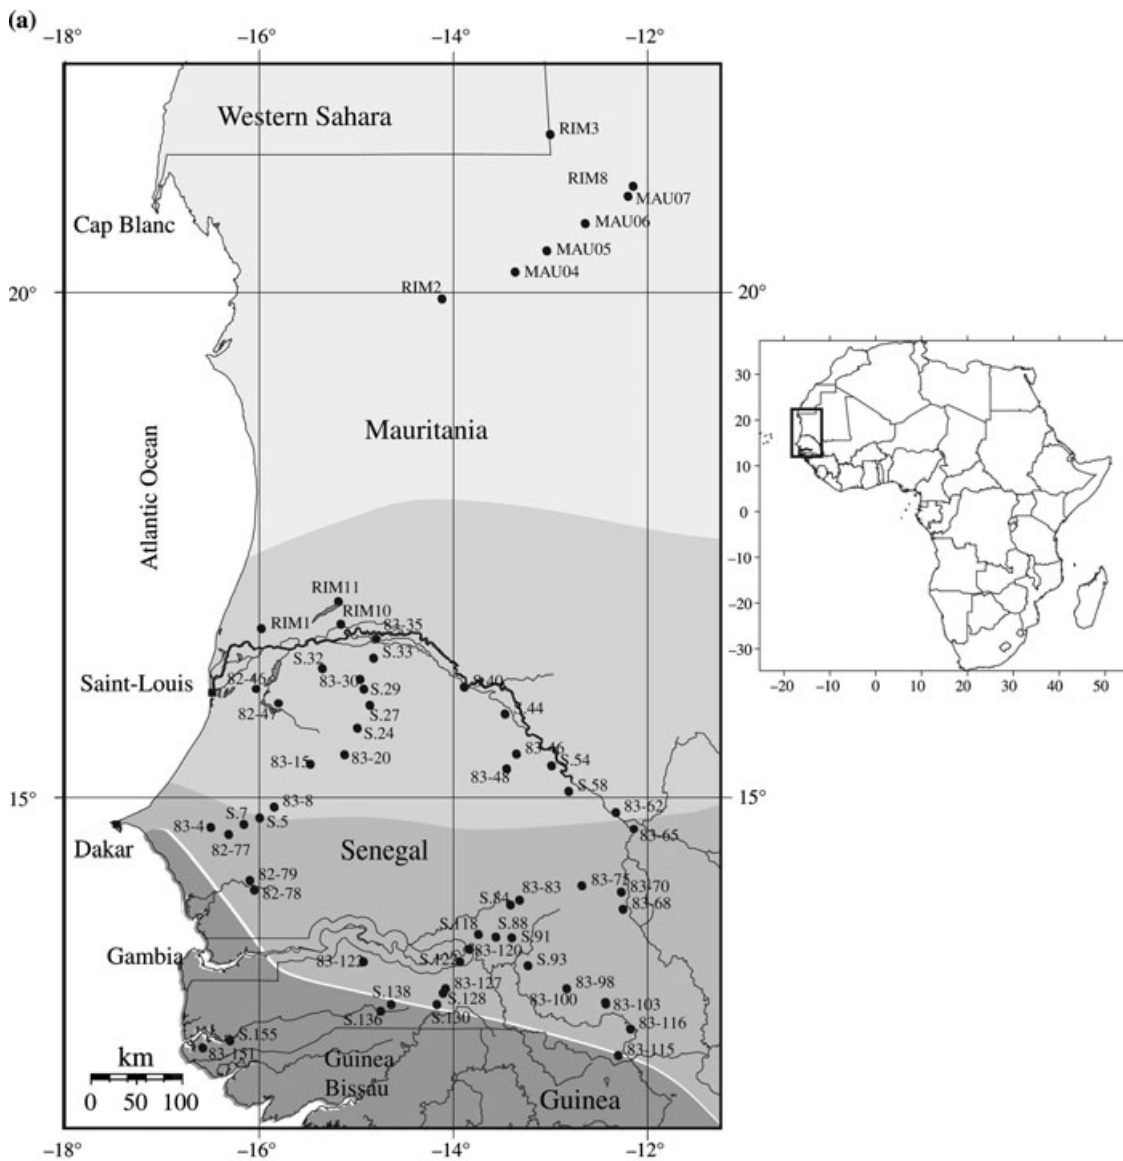 (a)
−18° −16° −14° −12°
Western Sahara
RIM3
RIM8
MAU07
Cap Blanc
MAU06
MAU05
MAU04
20° 20°
RIM2
Mauritania
Atlantic Ocean
RIM11
RIM1
RIM10
83-35
S.32
S.33
Saint-Louis
82-46
83-30
S.29
S.40
82-47
S.27
S.44
S.24
83-15
83-20
83-46
83-48
S.54
S.58
15° 15°
83-8
83-62
83-4
S.7
S.5
83-65
82-77
Dakar
Senegal
82-79
82-78
S.84
83-83
83-75
83-70
83-68
S.118
S.88
S.91
Gambia
83-122
S.122
83-120
S.93
83-127
83-98
S.138
S.128
83-100
83-103
S.136
S.130
83-116
S.155
83-151
83-115
Guinea
Bissau
Guinea
km
0 50 100
−18° −16° −14° −12°
30
20
10
0
−10
−20
−30
−20 −10 0 10 20 30 40 50